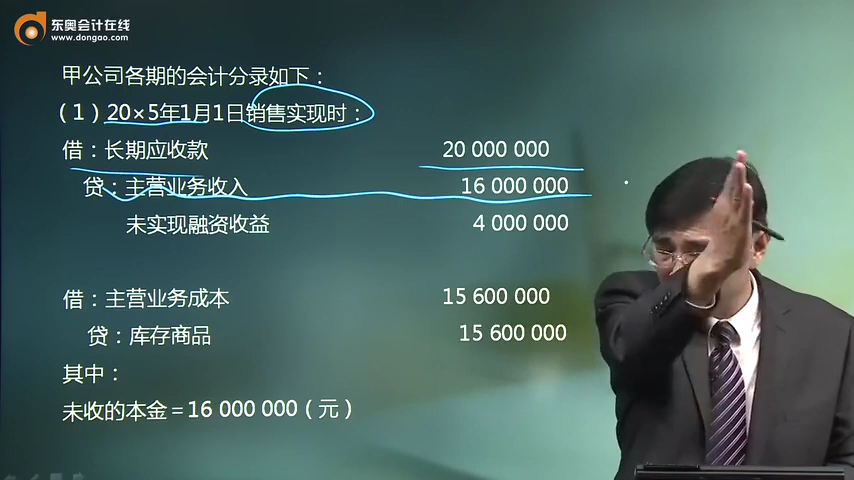 东奥会计在线
www.dongao.com
甲公司各期的会计分录如下：
（1）20×5年1月1日销售实现时：
借：长期应收款 20 000 000
贷：主营业务收入 16 000 000
未实现融资收益 4 000 000
借：主营业务成本 15 600 000
贷：库存商品 15 600 000
其中：
未收的本金＝16 000 000（元）